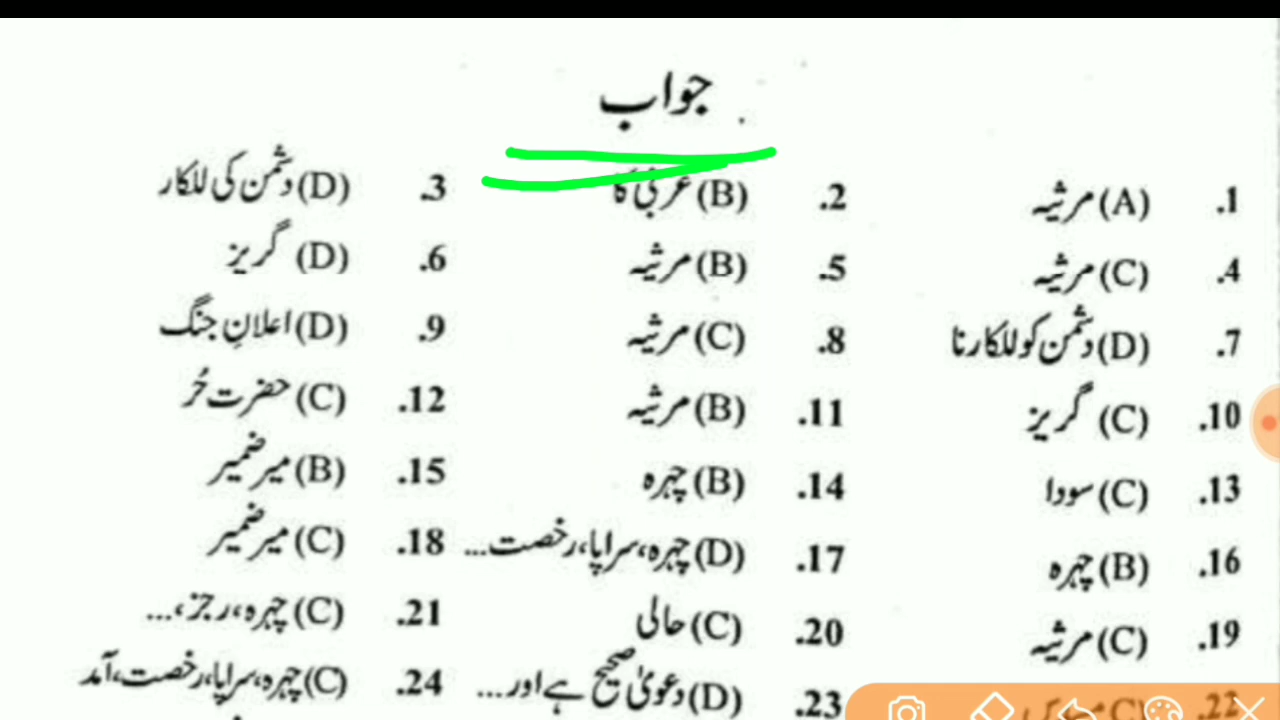 جواب
1. (A) مرثیہ 2. (B) عربی کا 3. (D) دشمن کی للکار
4. (C) مرثیہ 5. (B) مرثیہ 6. (D) گریز
7. (D) دشمن کو للکارنا 8. (C) مرثیہ 9. (D) اعلانِ جنگ
10. (C) گریز 11. (B) مرثیہ 12. (C) حضرت حُر
13. (C) سودا 14. (B) چہرہ 15. (B) میر ضمیر
16. (B) چہرہ 17. (D) چہرہ، سراپا، رخصت... 18. (C) میر ضمیر
19. (C) مرثیہ 20. (C) حالی 21. (C) چہرہ، رجز،...
22. (C) 23. (D) دعویٰ صحیح ہے اور... 24. (C) چہرہ، سراپا، رخصت، آمد